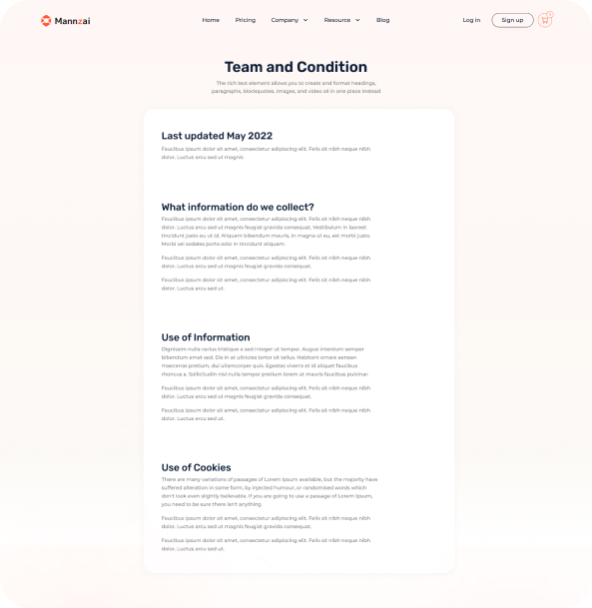 Mannzai
Home
Pricing
Company
Resource
Blog
Log in
Sign up
Team and Condition
The rich text element allows you to create and format headings,
paragraphs, blockquotes, images, and video all in one place instead
Last updated May 2022
Faucibus ipsum dolor sit amet, consectetur adipiscing elit. Felis sit nibh neque nibh
dolor. Luctus arcu sed ut magnis
What information do we collect?
Faucibus ipsum dolor sit amet, consectetur adipiscing elit. Felis sit nibh neque nibh
dolor. Luctus arcu sed ut magnis feugiat gravida consequat. Vestibulum in laoreet
tincidunt justo eu ut id. Aliquam bibendum mauris, in magna ut eu, est morbi justo.
Morbi vel sodales porta odio in tincidunt aliquam.
Faucibus ipsum dolor sit amet, consectetur adipiscing elit. Felis sit nibh neque nibh
dolor. Luctus arcu sed ut magnis feugiat gravida consequat.
Faucibus ipsum dolor sit amet, consectetur adipiscing elit. Felis sit nibh neque nibh
dolor. Luctus arcu sed ut.
Use of Information
Dignissim nulla varius tristique a sed integer ut tempor. Augue interdum semper
bibendum amet sed. Dis in at ultricies tortor sit tellus. Habitant ornare aenean
maecenas pretium, dui ullamcorper quis. Egestas viverra et id aliquet faucibus
rhoncus a. Sollicitudin nisl nulla tempor pretium lorem ut mauris faucibus pulvinar.
Faucibus ipsum dolor sit amet, consectetur adipiscing elit. Felis sit nibh neque nibh
dolor. Luctus arcu sed ut magnis feugiat gravida consequat.
Faucibus ipsum dolor sit amet, consectetur adipiscing elit. Felis sit nibh neque nibh
dolor. Luctus arcu sed ut.
Use of Cookies
There are many variations of passages of Lorem Ipsum available, but the majority have
suffered alteration in some form, by injected humour, or randomised words which
don't look even slightly believable. If you are going to use a passage of Lorem Ipsum,
you need to be sure there isn't anything
Faucibus ipsum dolor sit amet, consectetur adipiscing elit. Felis sit nibh neque nibh
dolor. Luctus arcu sed ut magnis feugiat gravida consequat.
Faucibus ipsum dolor sit amet, consectetur adipiscing elit. Felis sit nibh neque nibh
dolor. Luctus arcu sed ut.